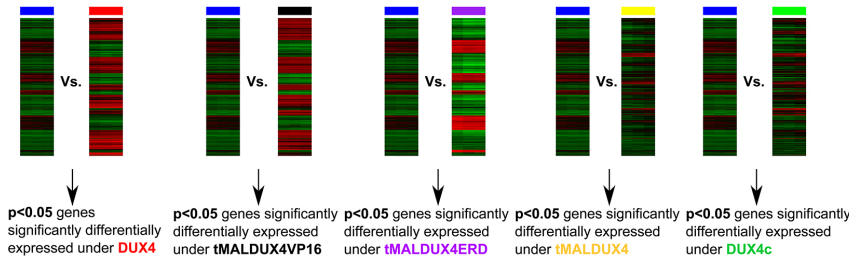 Vs. Vs. Vs. Vs. Vs.
p<0.05 genes
significantly differentially
expressed under DUX4
p<0.05 genes significantly
differentially expressed
under tMALDUX4VP16
p<0.05 genes significantly
differentially expressed
under tMALDUX4ERD
p<0.05 genes significantly
differentially expressed
under tMALDUX4
p<0.05 genes significantly
differentially expressed
under DUX4c